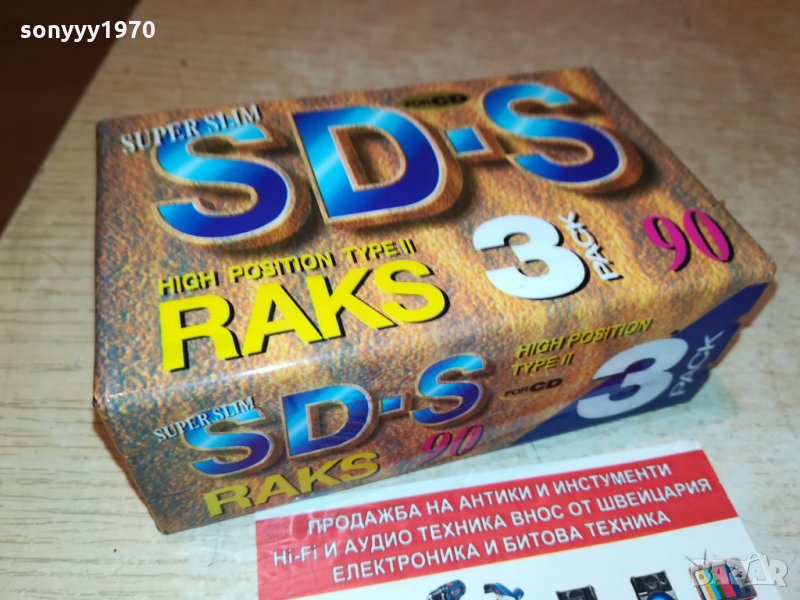 sonyyy1970
SUPER SLIM
FOR CD
SD-S
HIGH POSITION TYPE II
RAKS
3
PACK
90
SUPER SLIM
SD-S
RAKS
90
HIGH POSITION
TYPE II
FOR CD
3
PACK
ПРОДАЖБА НА АНТИКИ И ИНСТУМЕНТИ
Hi-Fi И АУДИО ТЕХНИКА ВНОС ОТ ШВЕЙЦАРИЯ
ЕЛЕКТРОНИКА И БИТОВА ТЕХНИКА
BAZAR